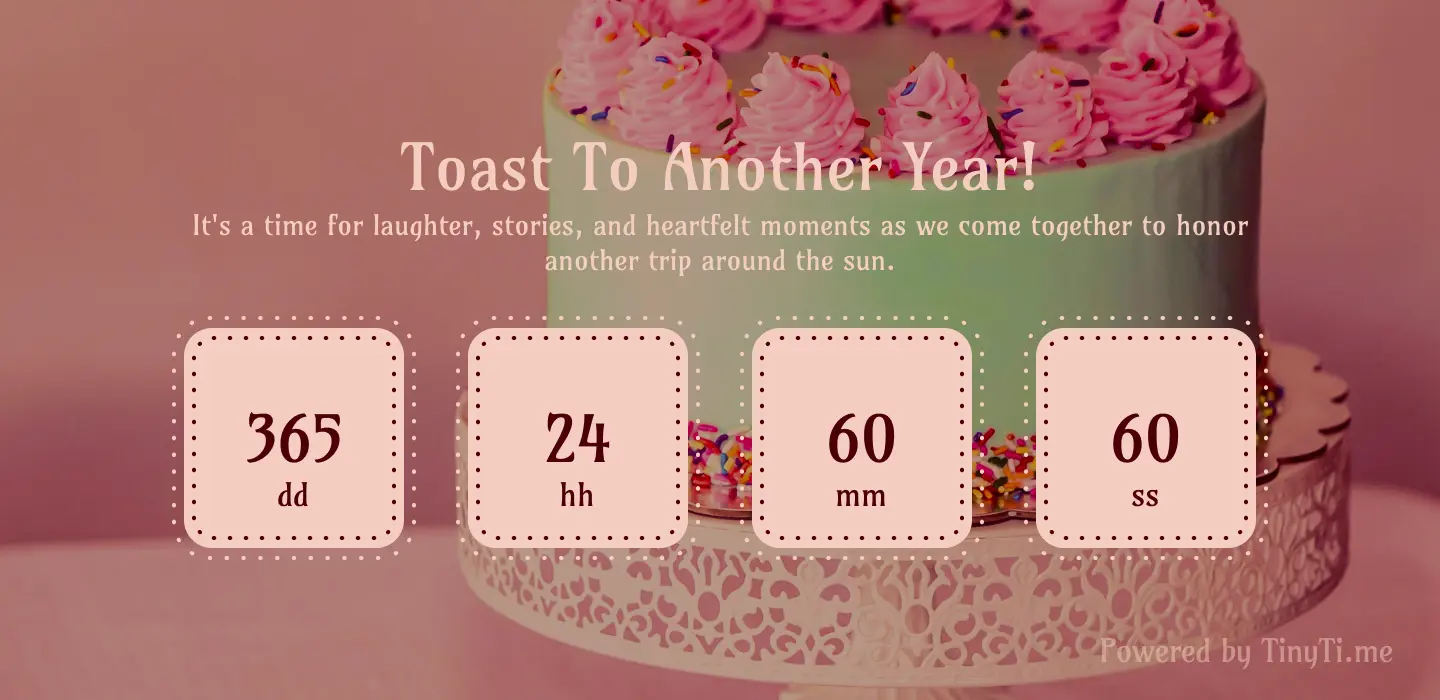 Toast To Another Year!
It's a time for laughter, stories, and heartfelt moments as we come together to honor
another trip around the sun.
365 24 60 60
dd hh mm ss
Powered by TinyTi.me